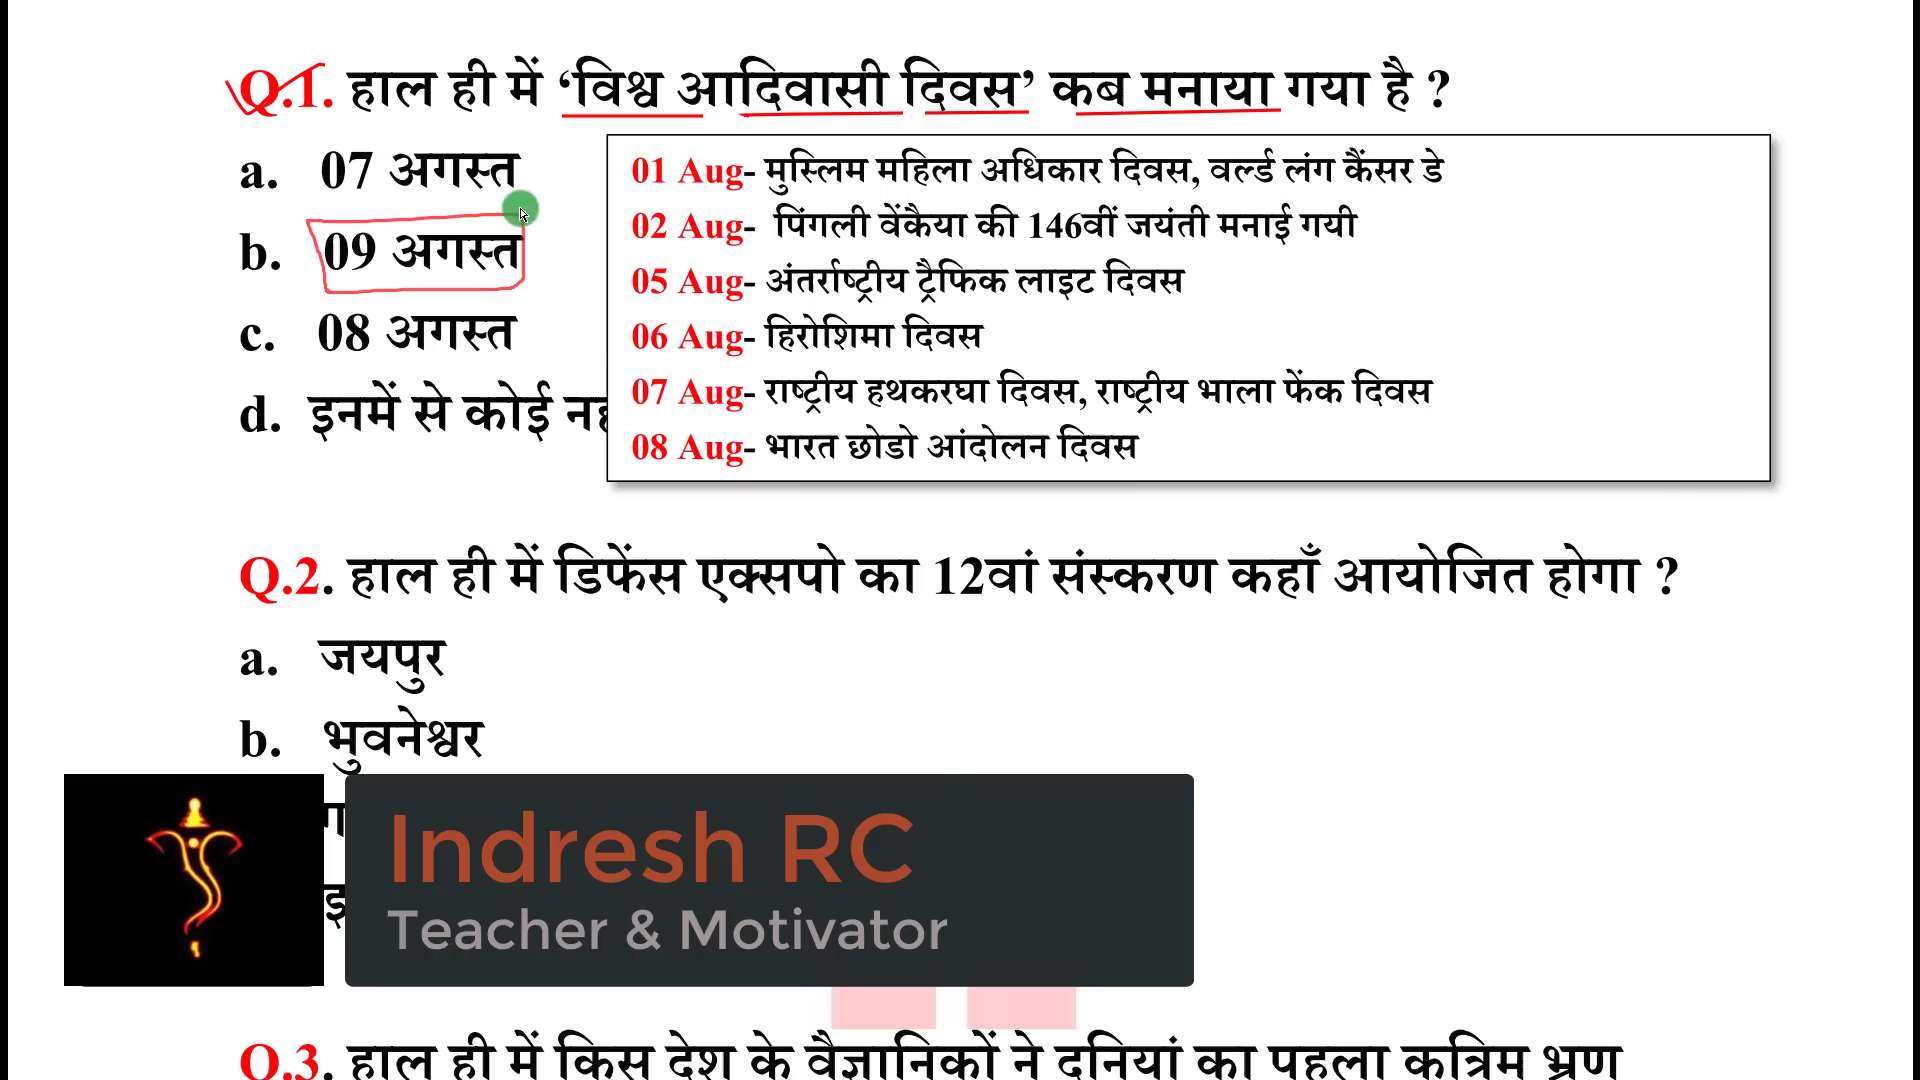 Q.1. हाल ही में ‘विश्व आदिवासी दिवस’ कब मनाया गया है ?
a. 07 अगस्त
b. 09 अगस्त
c. 08 अगस्त
d. इनमें से कोई
01 Aug- मुस्लिम महिला अधिकार दिवस, वर्ल्ड लंग कैंसर डे
02 Aug- पिंगली वेंकैया की 146वीं जयंती मनाई गयी
05 Aug- अंतर्राष्ट्रीय ट्रैफिक लाइट दिवस
06 Aug- हिरोशिमा दिवस
07 Aug- राष्ट्रीय हथकरघा दिवस, राष्ट्रीय भाला फेंक दिवस
08 Aug- भारत छोडो आंदोलन दिवस
Q.2. हाल ही में डिफेंस एक्सपो का 12वां संस्करण कहाँ आयोजित होगा ?
a. जयपुर
b. भुवनेश्वर
Indresh RC
Teacher & Motivator
Q.3. हाल ही में किस देश के वैज्ञानिकों ने दुनियां का पहला कृत्रिम भ्रूण